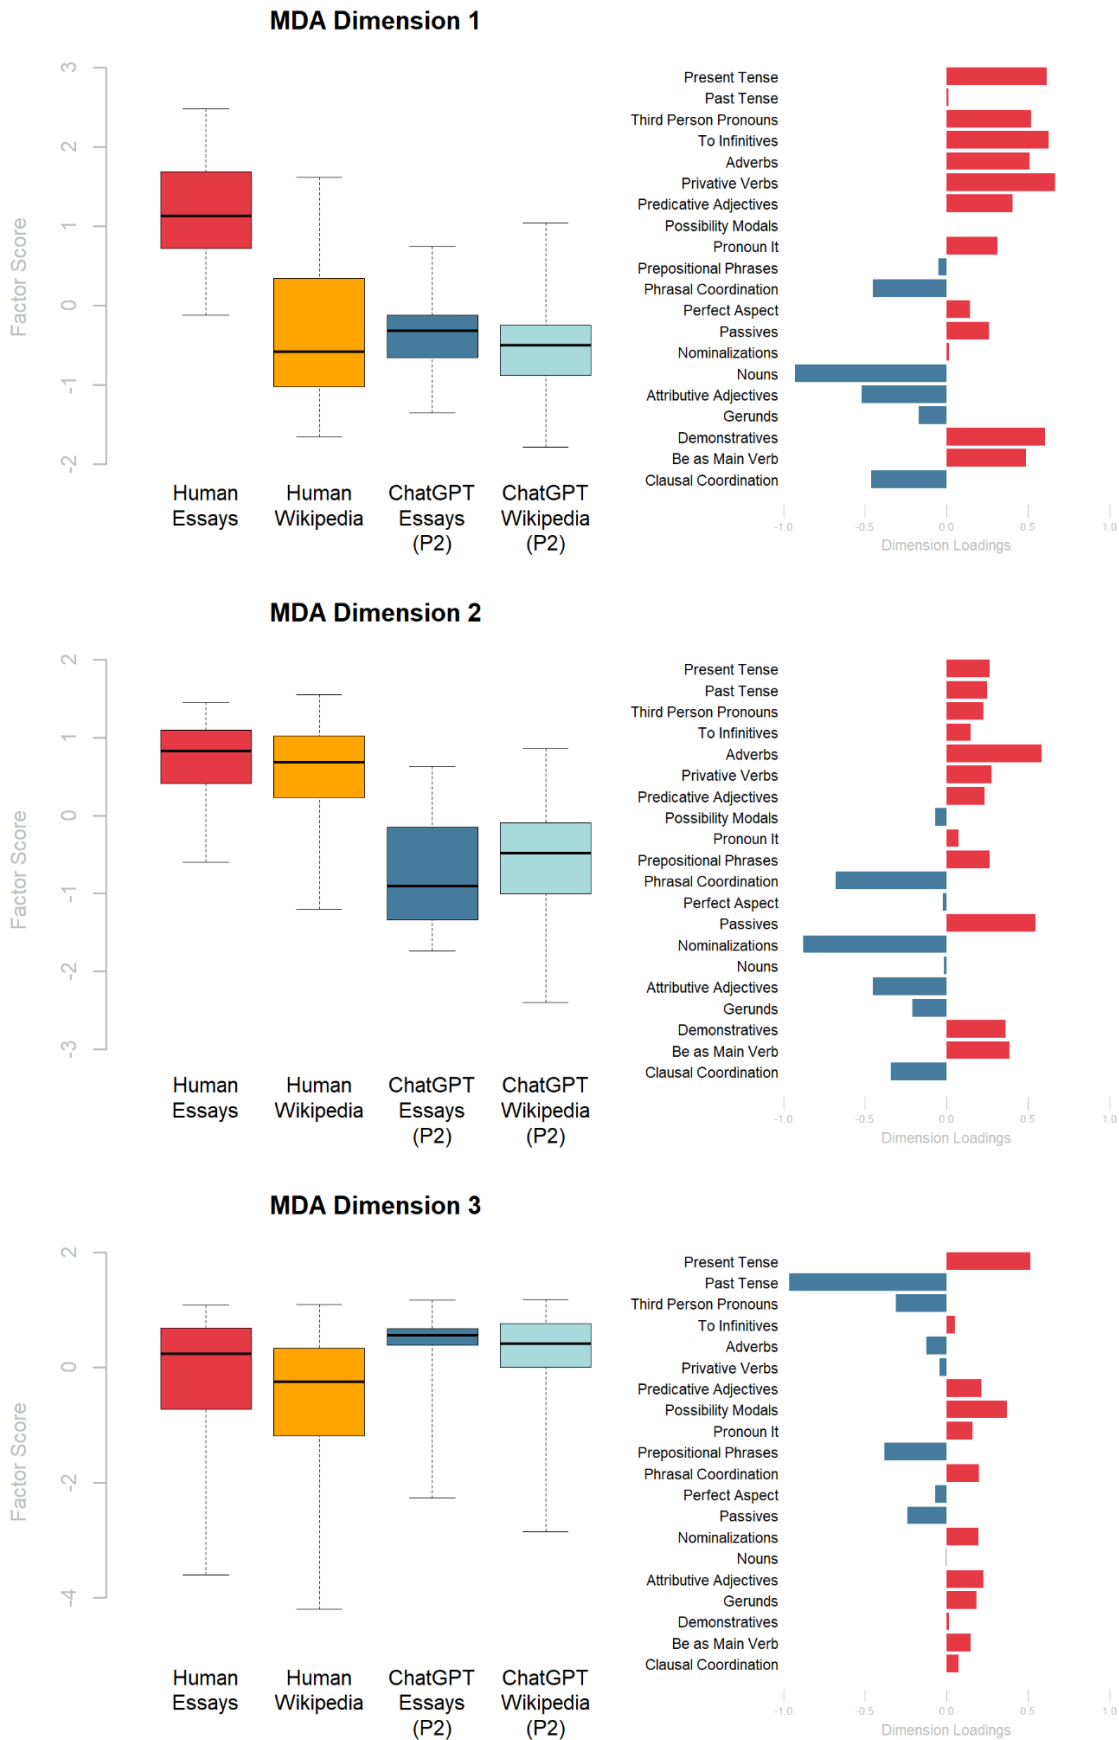 MDA Dimension 1
3
2
1
0
-1
-2
Factor Score
Human
Essays
Human
Wikipedia
ChatGPT
Essays
(P2)
ChatGPT
Wikipedia
(P2)
Present Tense
Past Tense
Third Person Pronouns
To Infinitives
Adverbs
Privative Verbs
Predicative Adjectives
Possibility Modals
Pronoun It
Prepositional Phrases
Phrasal Coordination
Perfect Aspect
Passives
Nominalizations
Nouns
Attributive Adjectives
Gerunds
Demonstratives
Be as Main Verb
Clausal Coordination
-1.0 -0.5 0.0 0.5 1.0
Dimension Loadings
MDA Dimension 2
2
1
0
-1
-2
-3
Factor Score
Human
Essays
Human
Wikipedia
ChatGPT
Essays
(P2)
ChatGPT
Wikipedia
(P2)
Present Tense
Past Tense
Third Person Pronouns
To Infinitives
Adverbs
Privative Verbs
Predicative Adjectives
Possibility Modals
Pronoun It
Prepositional Phrases
Phrasal Coordination
Perfect Aspect
Passives
Nominalizations
Nouns
Attributive Adjectives
Gerunds
Demonstratives
Be as Main Verb
Clausal Coordination
-1.0 -0.5 0.0 0.5 1.0
Dimension Loadings
MDA Dimension 3
2
0
-2
-4
Factor Score
Human
Essays
Human
Wikipedia
ChatGPT
Essays
(P2)
ChatGPT
Wikipedia
(P2)
Present Tense
Past Tense
Third Person Pronouns
To Infinitives
Adverbs
Privative Verbs
Predicative Adjectives
Possibility Modals
Pronoun It
Prepositional Phrases
Phrasal Coordination
Perfect Aspect
Passives
Nominalizations
Nouns
Attributive Adjectives
Gerunds
Demonstratives
Be as Main Verb
Clausal Coordination
-1.0 -0.5 0.0 0.5 1.0
Dimension Loadings